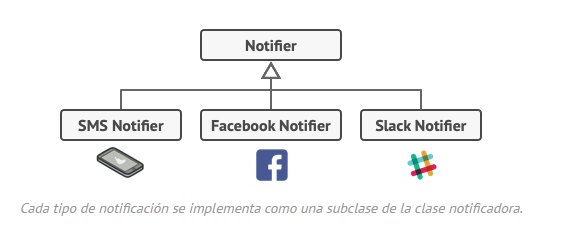 Notifier
SMS Notifier
Facebook Notifier
Slack Notifier
Cada tipo de notificación se implementa como una subclase de la clase notificadora.